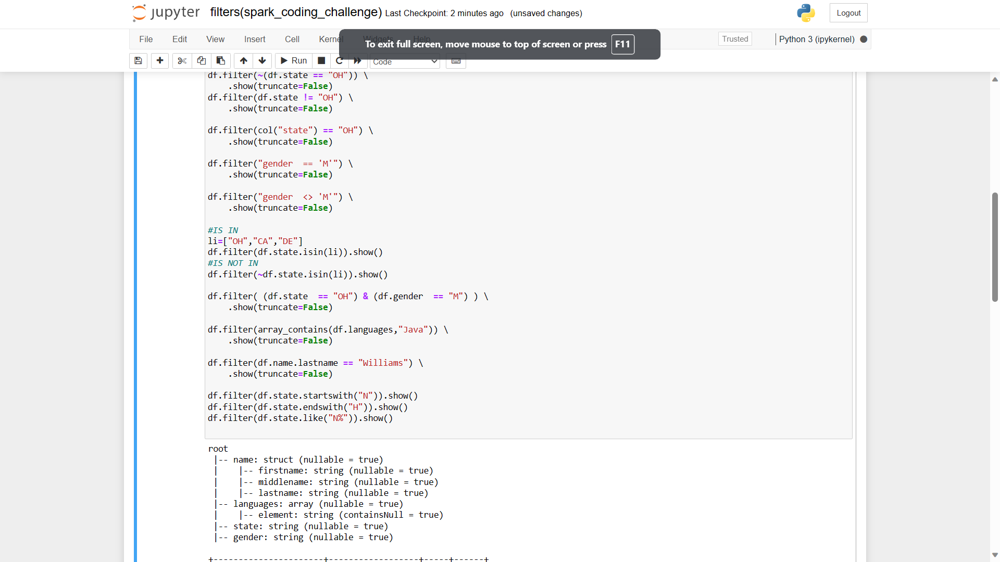 jupyter filters(spark_coding_challenge) Last Checkpoint: 2 minutes ago (unsaved changes) Logout
File Edit View Insert Cell Kernel Widgets Help Trusted Python 3 (ipykernel)
To exit full screen, move mouse to top of screen or press F11
Run Code
df.filter(~(df.state == "OH")) \
    .show(truncate=False)
df.filter(df.state != "OH") \
    .show(truncate=False)
df.filter(col("state") == "OH") \
    .show(truncate=False)
df.filter("gender  == 'M'") \
    .show(truncate=False)
df.filter("gender  <> 'M'") \
    .show(truncate=False)
#IS IN
li=["OH","CA","DE"]
df.filter(df.state.isin(li)).show()
#IS NOT IN
df.filter(~df.state.isin(li)).show()
df.filter( (df.state  == "OH") & (df.gender  == "M") ) \
    .show(truncate=False)
df.filter(array_contains(df.languages,"Java")) \
    .show(truncate=False)
df.filter(df.name.lastname == "Williams") \
    .show(truncate=False)
df.filter(df.state.startswith("N")).show()
df.filter(df.state.endswith("H")).show()
df.filter(df.state.like("N%")).show()
root
 |-- name: struct (nullable = true)
 |    |-- firstname: string (nullable = true)
 |    |-- middlename: string (nullable = true)
 |    |-- lastname: string (nullable = true)
 |-- languages: array (nullable = true)
 |    |-- element: string (containsNull = true)
 |-- state: string (nullable = true)
 |-- gender: string (nullable = true)
+----------------------+------------------+-----+------+